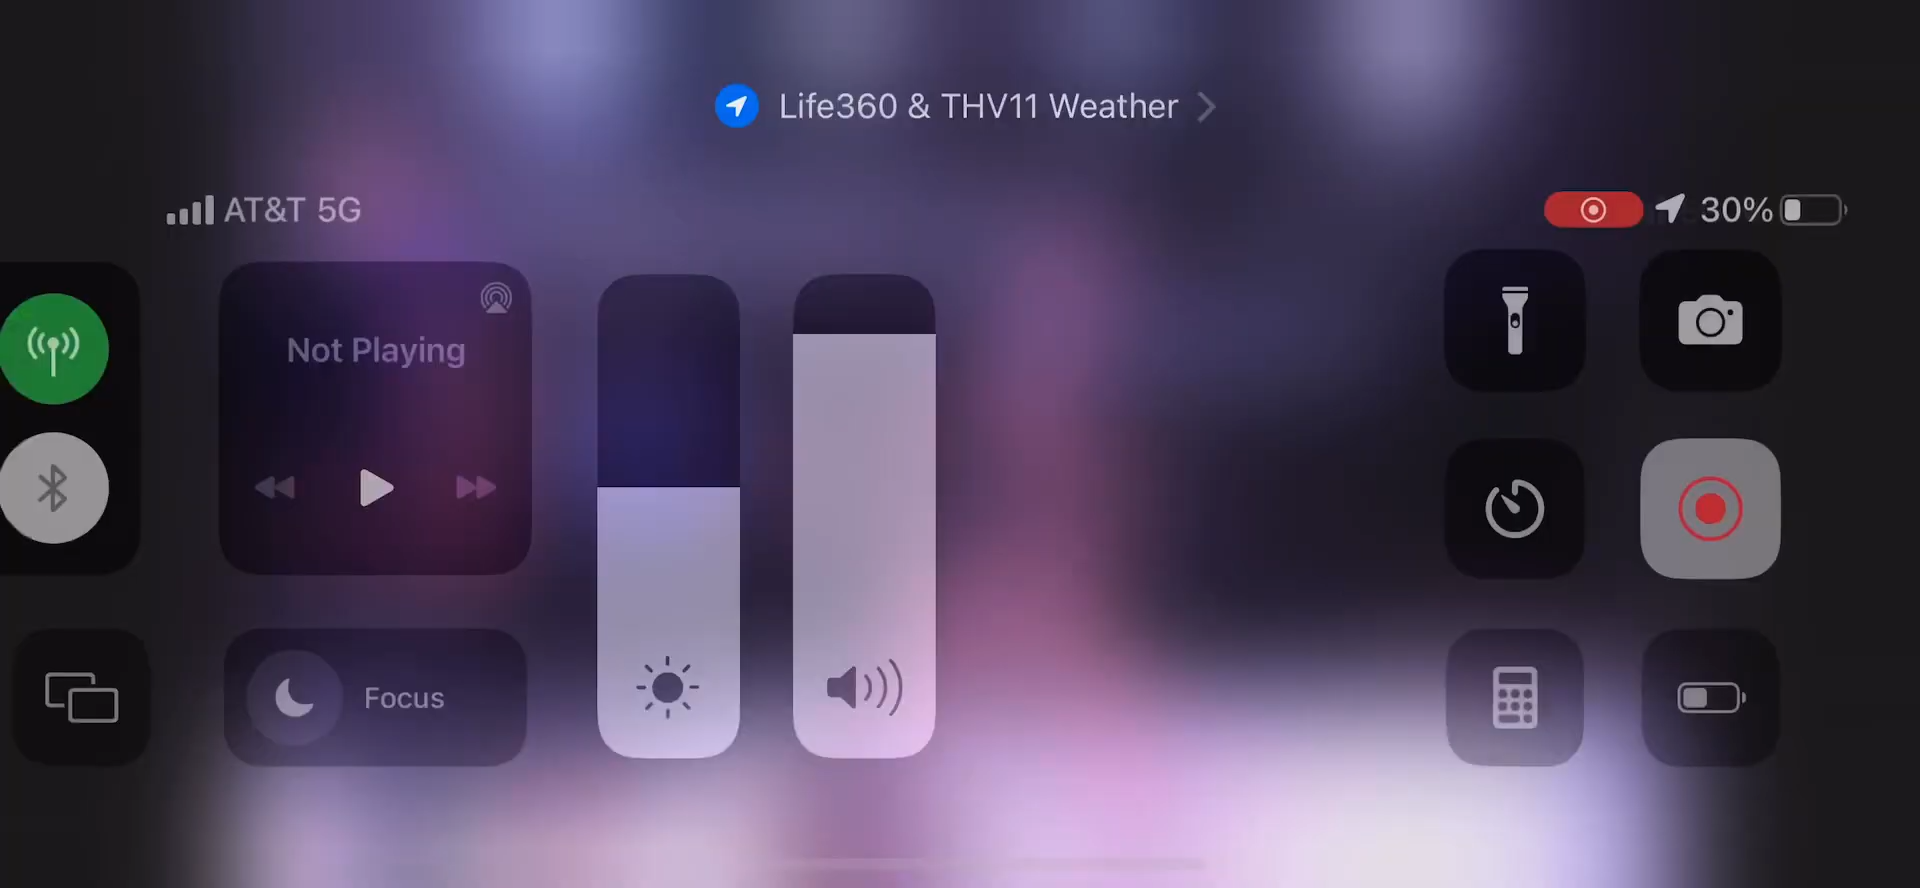 Life360 & THV11 Weather
AT&T 5G
30%
Not Playing
Focus